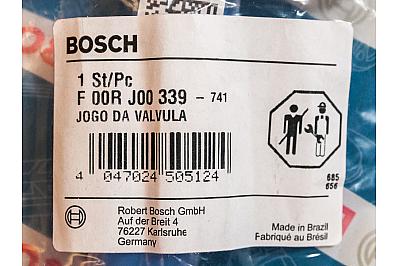 BOSCH
1 St/Pc
F 00R J00 339 - 741
JOGO DA VALVULA
4 047024 505124
685
656
Robert Bosch GmbH
Auf der Breit 4
76227 Karlsruhe
Germany
Made in Brazil
Fabriqué au Brésil